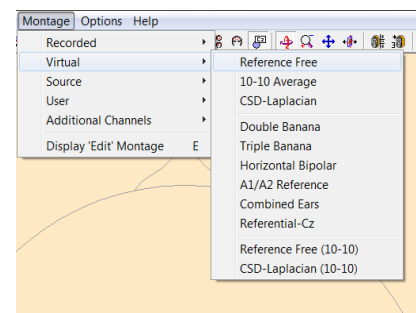 Montage Options Help
Recorded
Virtual
Source
User
Additional Channels
Display 'Edit' Montage E
Reference Free
10-10 Average
CSD-Laplacian
Double Banana
Triple Banana
Horizontal Bipolar
A1/A2 Reference
Combined Ears
Referential-Cz
Reference Free (10-10)
CSD-Laplacian (10-10)